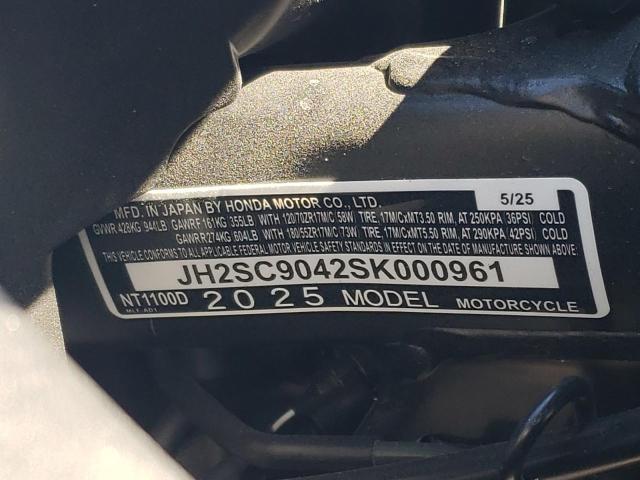 MFD. IN JAPAN BY HONDA MOTOR CO., LTD. 5/25
GVWR 428KG 944LB GAWRF 161KG 355LB WITH 120/70ZR17M/C 58W TIRE, 17M/CxMT3.50 RIM, AT 250KPA 36PSI COLD
GAWRR274KG 604LB WITH 180/55ZR17M/C 73W TIRE, 17M/CxMT5.50 RIM, AT 290KPA 42PSI COLD
THIS VEHICLE CONFORMS TO ALL APPLICABLE FEDERAL MOTOR VEHICLE SAFETY STANDARDS IN EFFECT ON THE DATE OF MANUFACTURE SHOWN ABOVE.
JH2SC9042SK000961
NT1100D 2025 MODEL MOTORCYCLE
MLT AD1